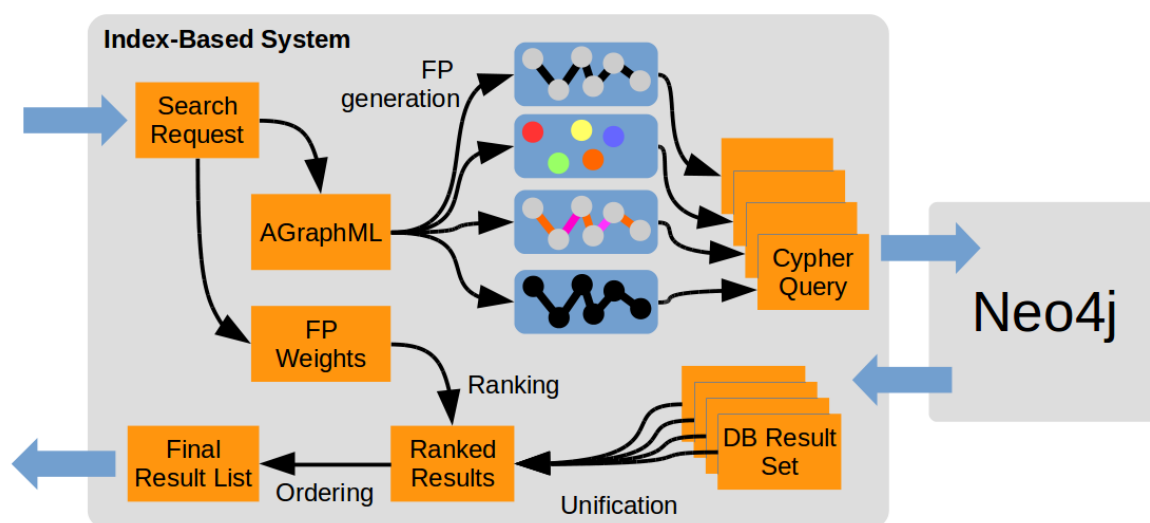 Index-Based System
FP
generation
Search
Request
AGraphML
Cypher
Query
Neo4j
FP
Weights
Ranking
Final
Result List
Ordering
Ranked
Results
Unification
DB Result
Set